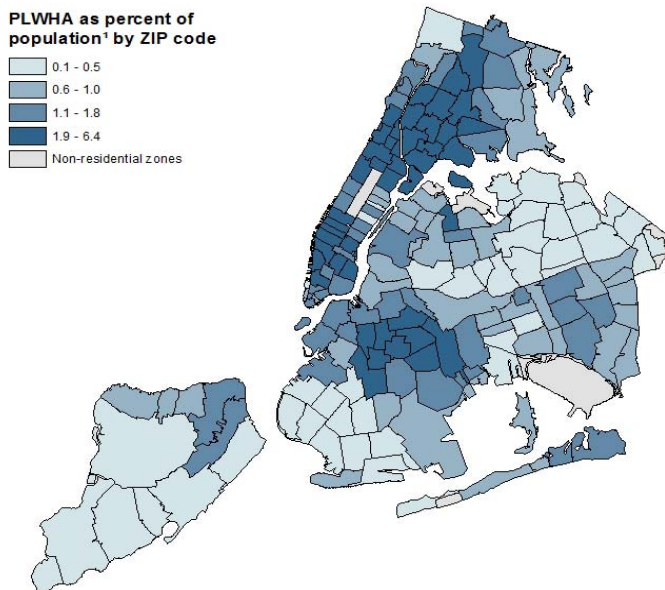 PLWHA as percent of
population¹ by ZIP code
0.1 - 0.5
0.6 - 1.0
1.1 - 1.8
1.9 - 6.4
Non-residential zones